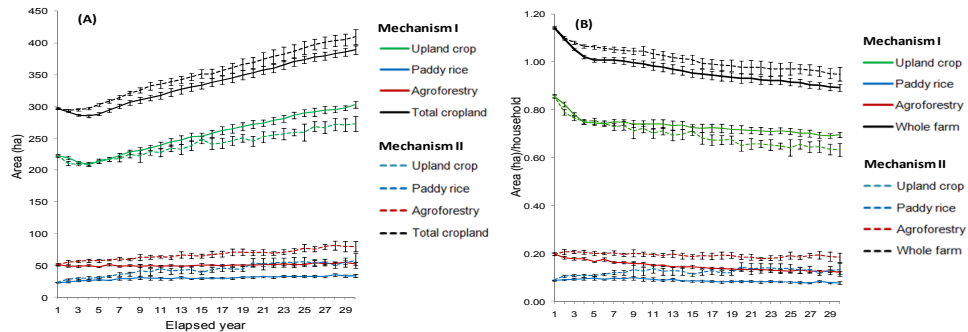 (A)
Area (ha)
450
400
350
300
250
200
150
100
50
0
1 3 5 7 9 11 13 15 17 19 21 23 25 27 29
Elapsed year
Mechanism I
Upland crop
Paddy rice
Agroforestry
Total cropland
Mechanism II
Upland crop
Paddy rice
Agroforestry
Total cropland
(B)
Area (ha)/household
1.20
1.00
0.80
0.60
0.40
0.20
0.00
1 3 5 7 9 11 13 15 17 19 21 23 25 27 29
Mechanism I
Upland crop
Paddy rice
Agroforestry
Whole farm
Mechanism II
Upland crop
Paddy rice
Agroforestry
Whole farm